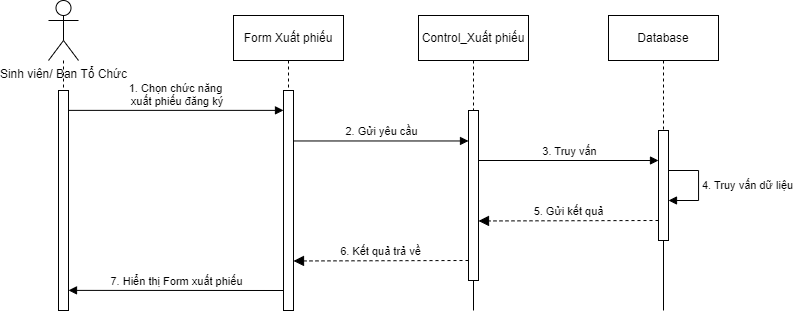 Form Xuất phiếu
Control_Xuất phiếu
Database
Sinh viên/ Ban Tổ Chức
1. Chọn chức năng
xuất phiếu đăng ký
2. Gửi yêu cầu
3. Truy vấn
4. Truy vấn dữ liệu
5. Gửi kết quả
6. Kết quả trả về
7. Hiển thị Form xuất phiếu